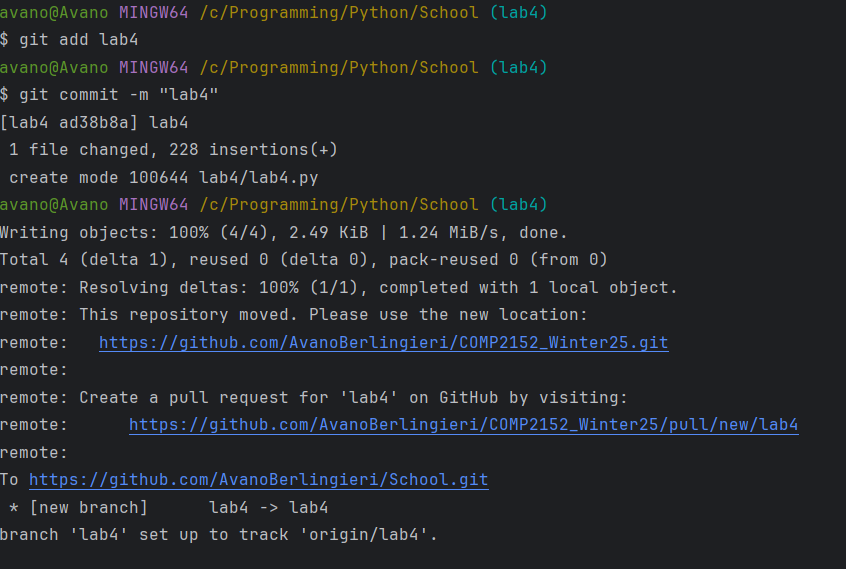 avano@Avano MINGW64 /c/Programming/Python/School (lab4)
$ git add lab4
avano@Avano MINGW64 /c/Programming/Python/School (lab4)
$ git commit -m "lab4"
[lab4 ad38b8a] lab4
 1 file changed, 228 insertions(+)
 create mode 100644 lab4/lab4.py
avano@Avano MINGW64 /c/Programming/Python/School (lab4)
Writing objects: 100% (4/4), 2.49 KiB | 1.24 MiB/s, done.
Total 4 (delta 1), reused 0 (delta 0), pack-reused 0 (from 0)
remote: Resolving deltas: 100% (1/1), completed with 1 local object.
remote: This repository moved. Please use the new location:
remote:   https://github.com/AvanoBerlingieri/COMP2152_Winter25.git
remote:
remote: Create a pull request for 'lab4' on GitHub by visiting:
remote:      https://github.com/AvanoBerlingieri/COMP2152_Winter25/pull/new/lab4
remote:
To https://github.com/AvanoBerlingieri/School.git
 * [new branch]      lab4 -> lab4
branch 'lab4' set up to track 'origin/lab4'.